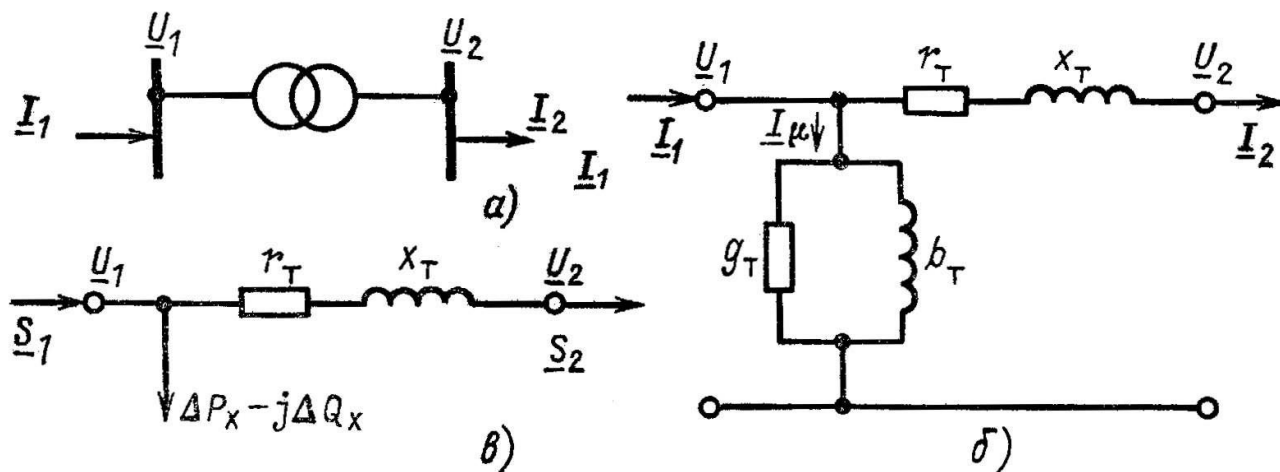 U1 U2
I1 I2
I1
а)
U1 rт xт U2
I1 Iμ I2
gт bт
б)
U1 rт xт U2
S1 S2
ΔPx-jΔQx
в)